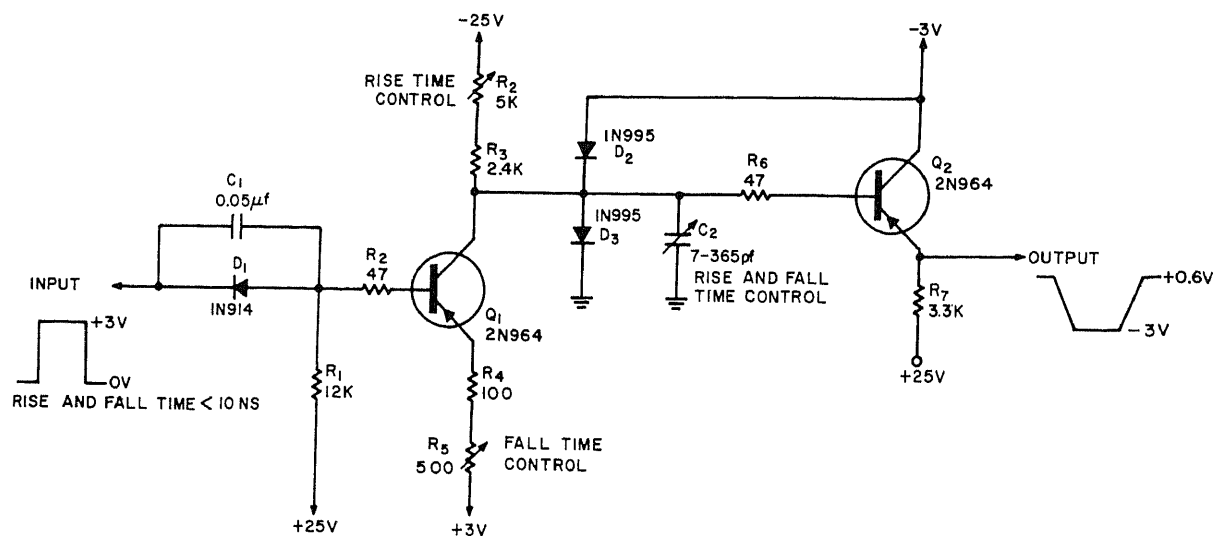 -25V
-3V
RISE TIME
CONTROL
R2
5K
1N995
D2
R3
2.4K
R6
47
Q2
2N964
C1
0.05μf
1N995
D3
C2
7-365pf
RISE AND FALL
TIME CONTROL
D1
1N914
R2
47
INPUT
OUTPUT
Q1
2N964
+3V
0V
RISE AND FALL TIME < 10 NS
R1
12K
R4
100
R7
3.3K
+0.6V
-3V
+25V
R5
500
FALL TIME
CONTROL
+25V
+3V